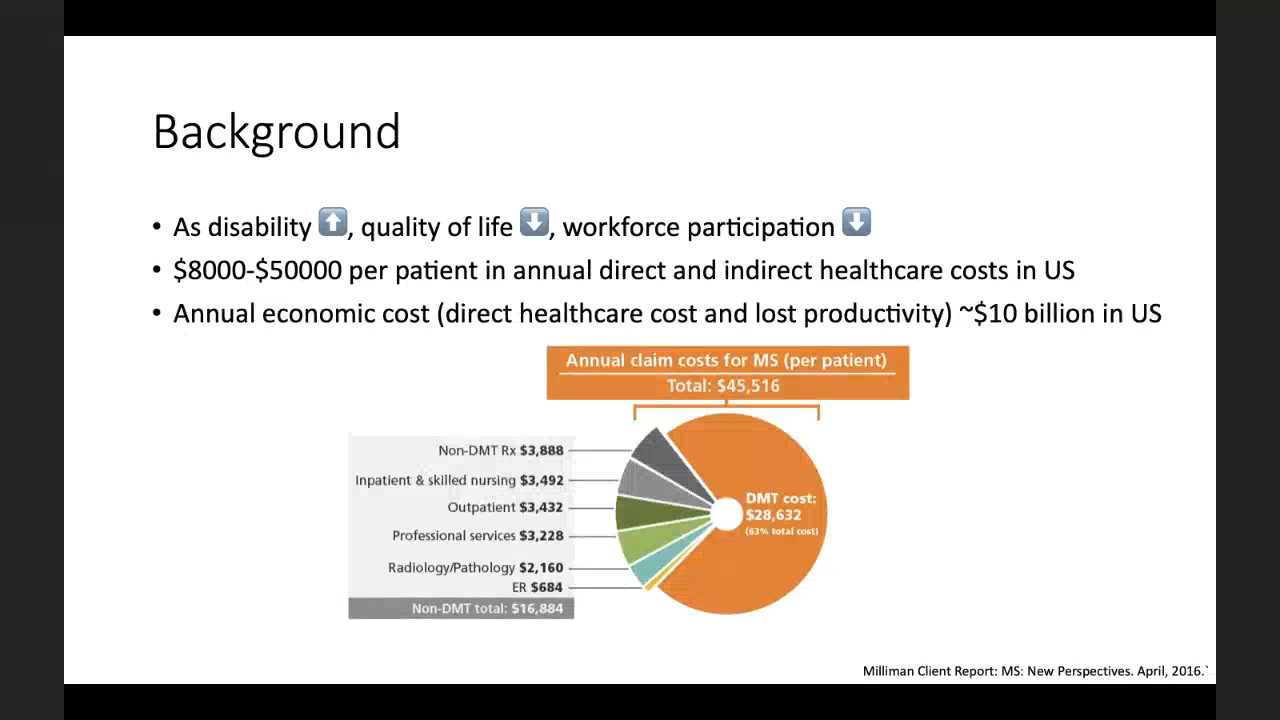 Background
• As disability ⬆️, quality of life ⬇️, workforce participation ⬇️
• $8000-$50000 per patient in annual direct and indirect healthcare costs in US
• Annual economic cost (direct healthcare cost and lost productivity) ~$10 billion in US
Annual claim costs for MS (per patient)
Total: $45,516
Non-DMT Rx $3,888
Inpatient & skilled nursing $3,492
Outpatient $3,432
Professional services $3,228
Radiology/Pathology $2,160
ER $684
Non-DMT total: $16,884
DMT cost:
$28,632
(63% total cost)
Milliman Client Report: MS: New Perspectives. April, 2016.`